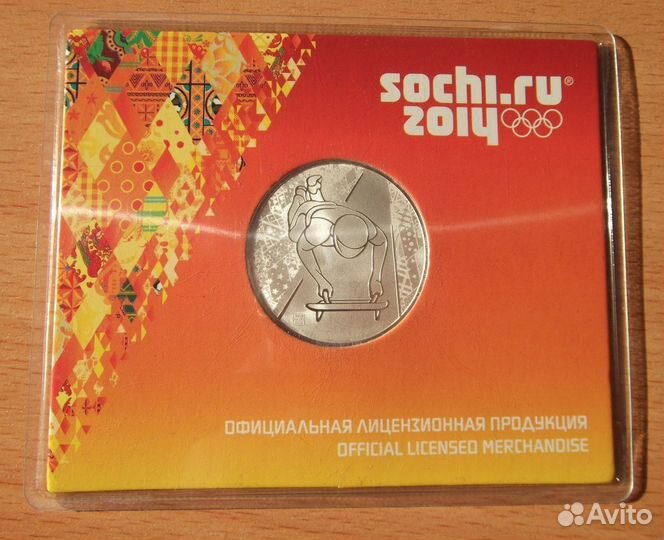 sochi.ru®
2014
ОФИЦИАЛЬНАЯ ЛИЦЕНЗИОННАЯ ПРОДУКЦИЯ
OFFICIAL LICENSED MERCHANDISE
Avito